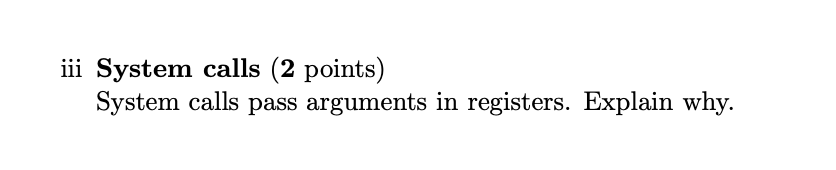 iii System calls (2 points)
System calls pass arguments in registers. Explain why.